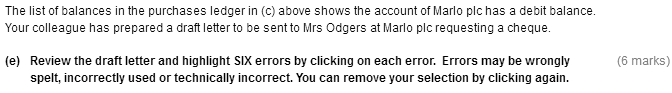 The list of balances in the purchases ledger in (c) above shows the account of Marlo plc has a debit balance.
Your colleague has prepared a draft letter to be sent to Mrs Odgers at Marlo plc requesting a cheque.
(e) Review the draft letter and highlight SIX errors by clicking on each error. Errors may be wrongly (6 marks)
spelt, incorrectly used or technically incorrect. You can remove your selection by clicking again.